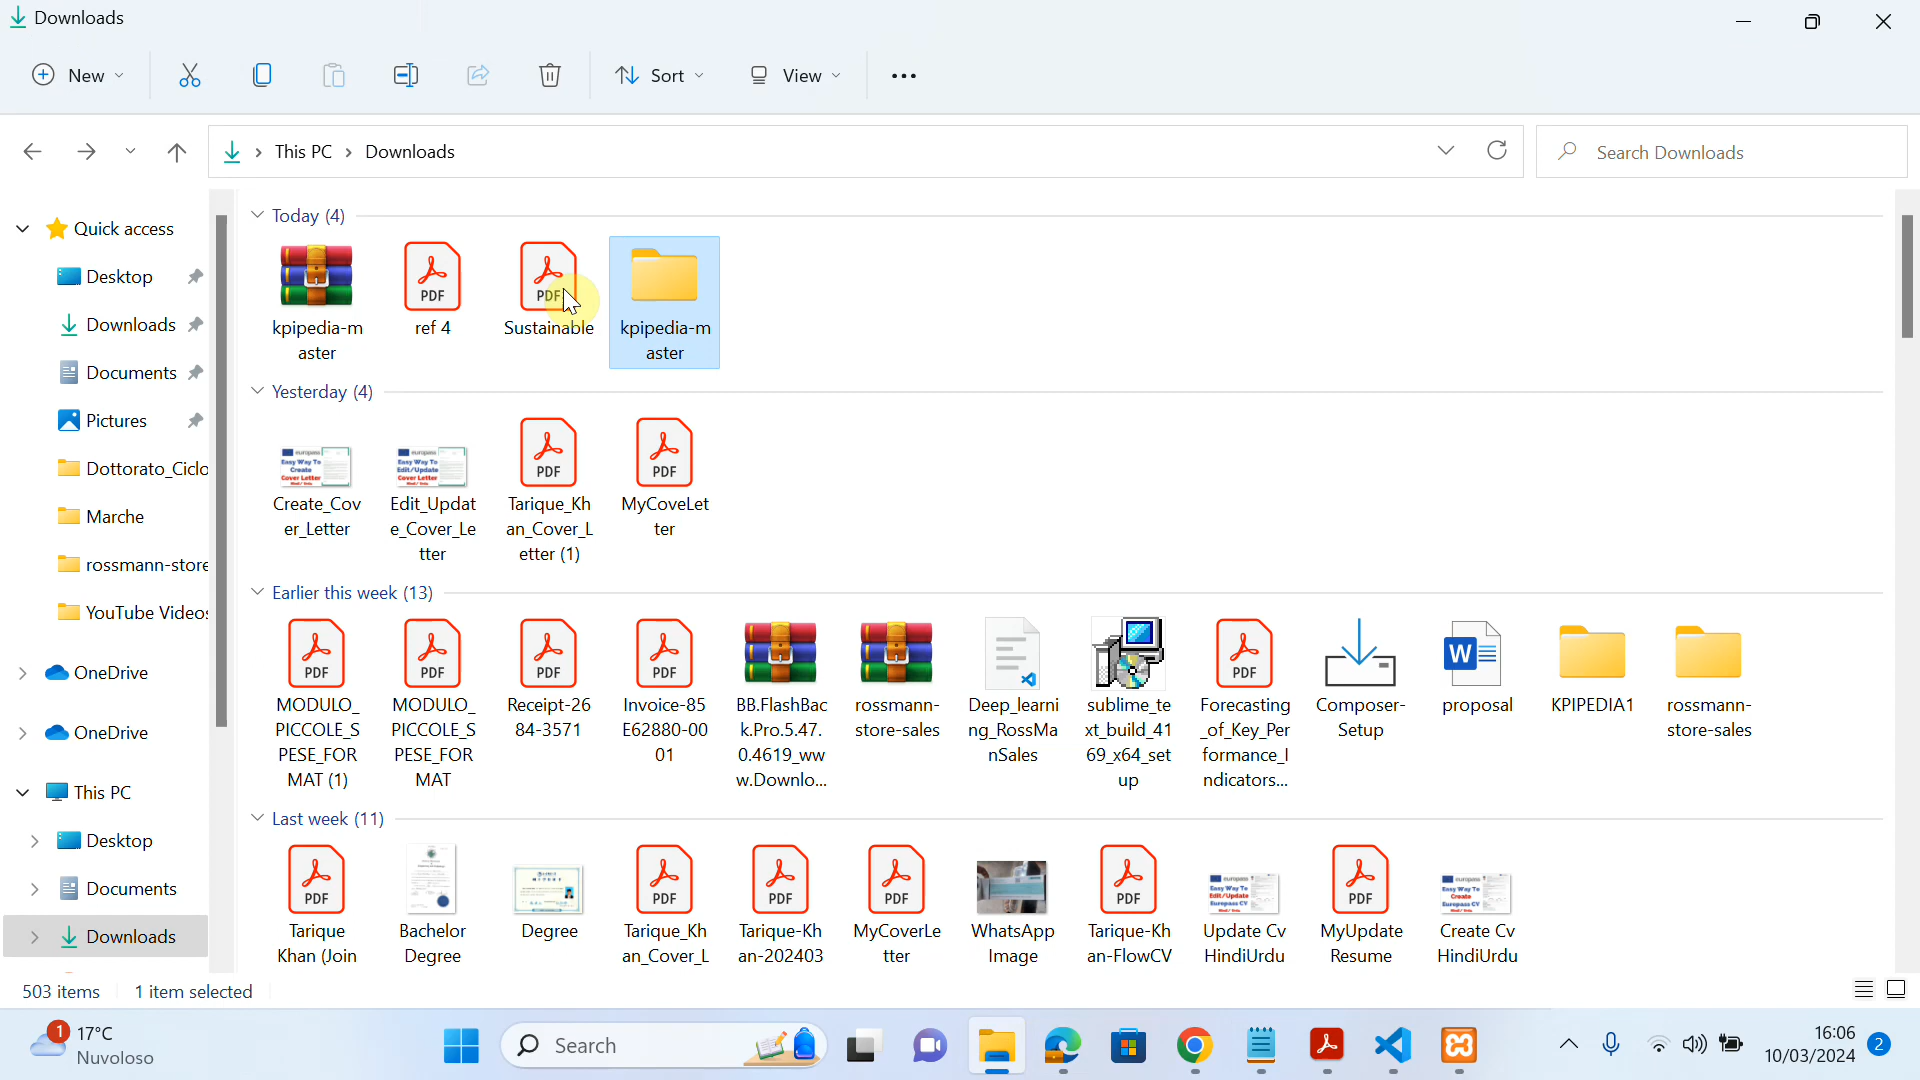 Downloads
New
Sort
View
This PC
Downloads
Search Downloads
Quick access
Desktop
Downloads
Documents
Pictures
Dottorato_Ciclo
Marche
rossmann-store
YouTube Videos
OneDrive
OneDrive
This PC
Desktop
Documents
Downloads
Today (4)
kpipedia-m
aster
ref 4
Sustainable
kpipedia-m
aster
Yesterday (4)
Create_Cov
er_Letter
Edit_Updat
e_Cover_Le
tter
Tarique_Kh
an_Cover_L
etter (1)
MyCoveLet
ter
Earlier this week (13)
MODULO_
PICCOLE_S
PESE_FOR
MAT (1)
MODULO_
PICCOLE_S
PESE_FOR
MAT
Receipt-26
84-3571
Invoice-85
E62880-00
01
BB.FlashBac
k.Pro.5.47.
0.4619_ww
w.Downlo...
rossmann-
store-sales
Deep_learni
ng_RossMa
nSales
sublime_te
xt_build_41
69_x64_set
up
Forecasting
_of_Key_Per
formance_I
ndicators...
Composer-
Setup
proposal
KPIPEDIA1
rossmann-
store-sales
Last week (11)
Tarique
Khan (Join
Bachelor
Degree
Degree
Tarique_Kh
an_Cover_L
Tarique-Kh
an-202403
MyCoverLe
tter
WhatsApp
Image
Tarique-Kh
an-FlowCV
Update Cv
HindiUrdu
MyUpdate
Resume
Create Cv
HindiUrdu
503 items
1 item selected
1
17°C
Nuvoloso
Search
16:06
10/03/2024
2